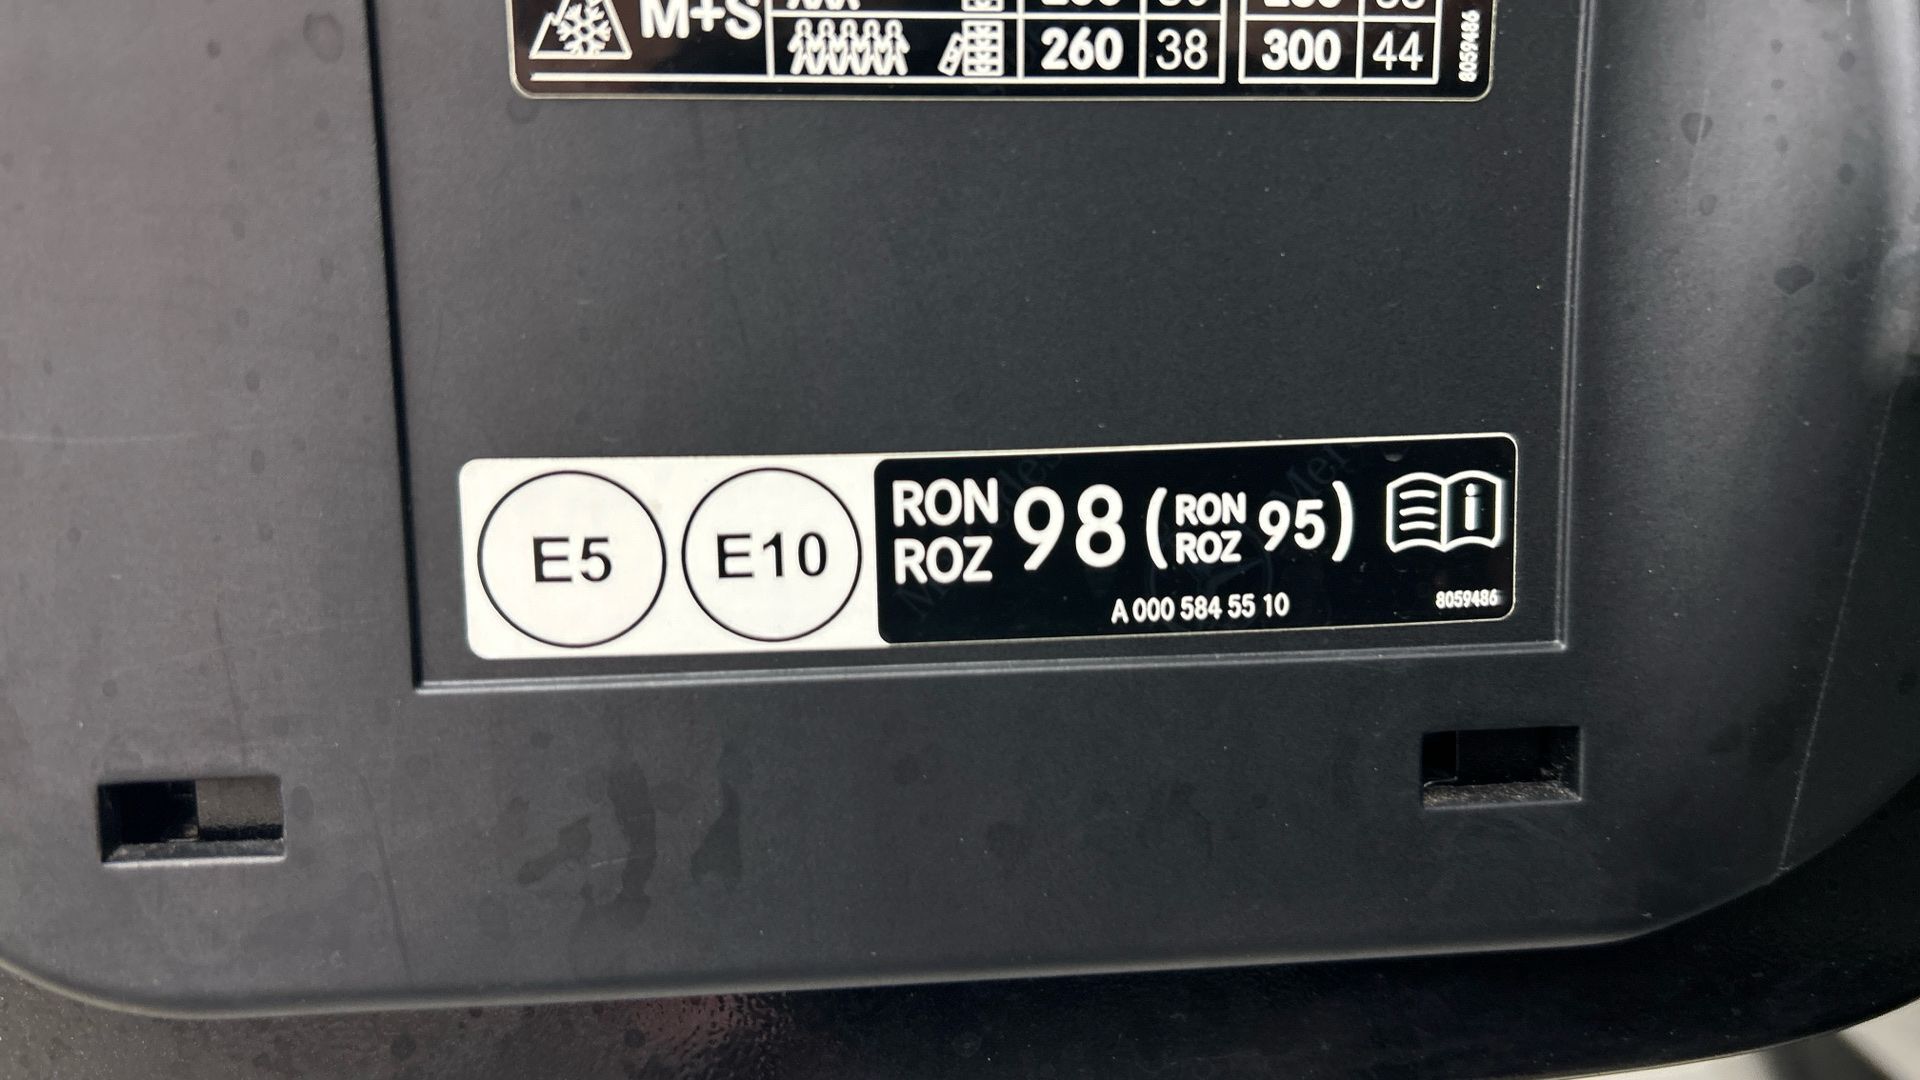 M+S
260 38 300 44
8059486
E5 E10 RON ROZ 98 (RON ROZ 95) i
A 000 584 55 10
8059486